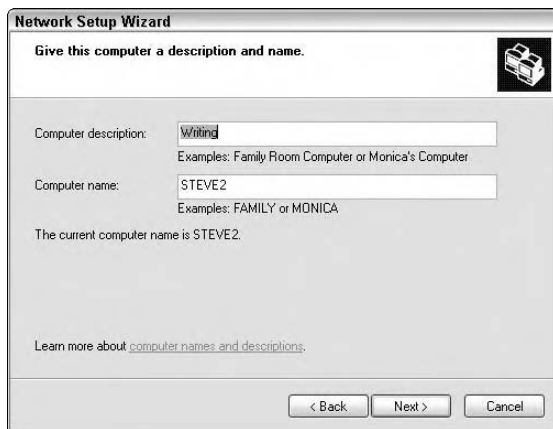 Network Setup Wizard
Give this computer a description and name.
Computer description: Writing
Examples: Family Room Computer or Monica's Computer
Computer name: STEVE2
Examples: FAMILY or MONICA
The current computer name is STEVE2.
Learn more about computer names and descriptions.
< Back Next > Cancel